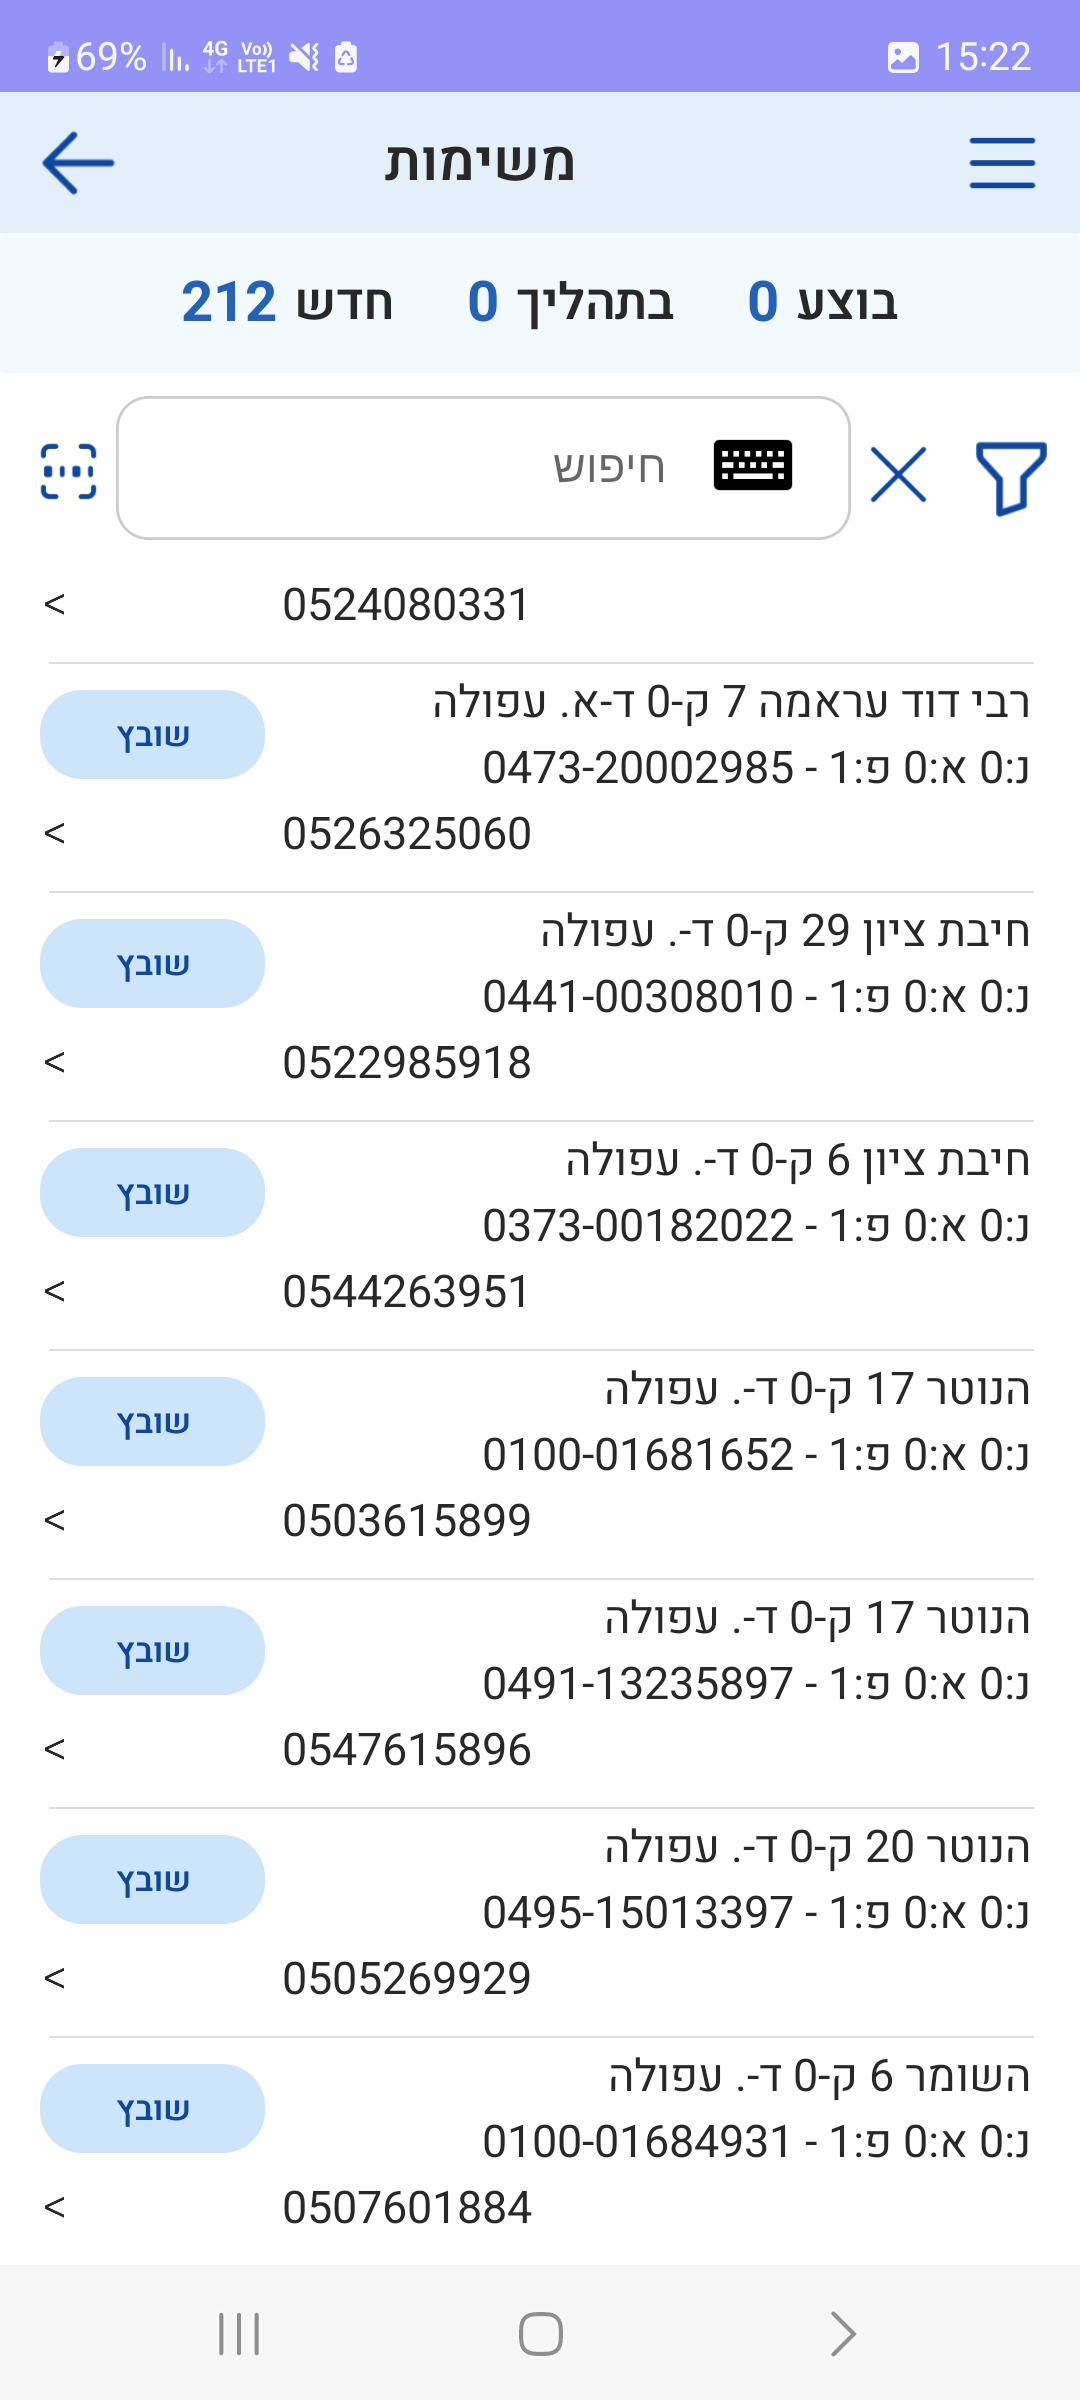 69% 4G Vo)) LTE1 15:22
משימות
בוצע 0 בתהליך 0 חדש 212
חיפוש
0524080331 <
רבי דוד עראמה 7 ק-0 ד-א. עפולה
שובץ
נ:0 א:0 פ:1 - 0473-20002985
0526325060 <
חיבת ציון 29 ק-0 ד-. עפולה
שובץ
נ:0 א:0 פ:1 - 0441-00308010
0522985918 <
חיבת ציון 6 ק-0 ד-. עפולה
שובץ
נ:0 א:0 פ:1 - 0373-00182022
0544263951 <
הנוטר 17 ק-0 ד-. עפולה
שובץ
נ:0 א:0 פ:1 - 0100-01681652
0503615899 <
הנוטר 17 ק-0 ד-. עפולה
שובץ
נ:0 א:0 פ:1 - 0491-13235897
0547615896 <
הנוטר 20 ק-0 ד-. עפולה
שובץ
נ:0 א:0 פ:1 - 0495-15013397
0505269929 <
השומר 6 ק-0 ד-. עפולה
שובץ
נ:0 א:0 פ:1 - 0100-01684931
0507601884 <